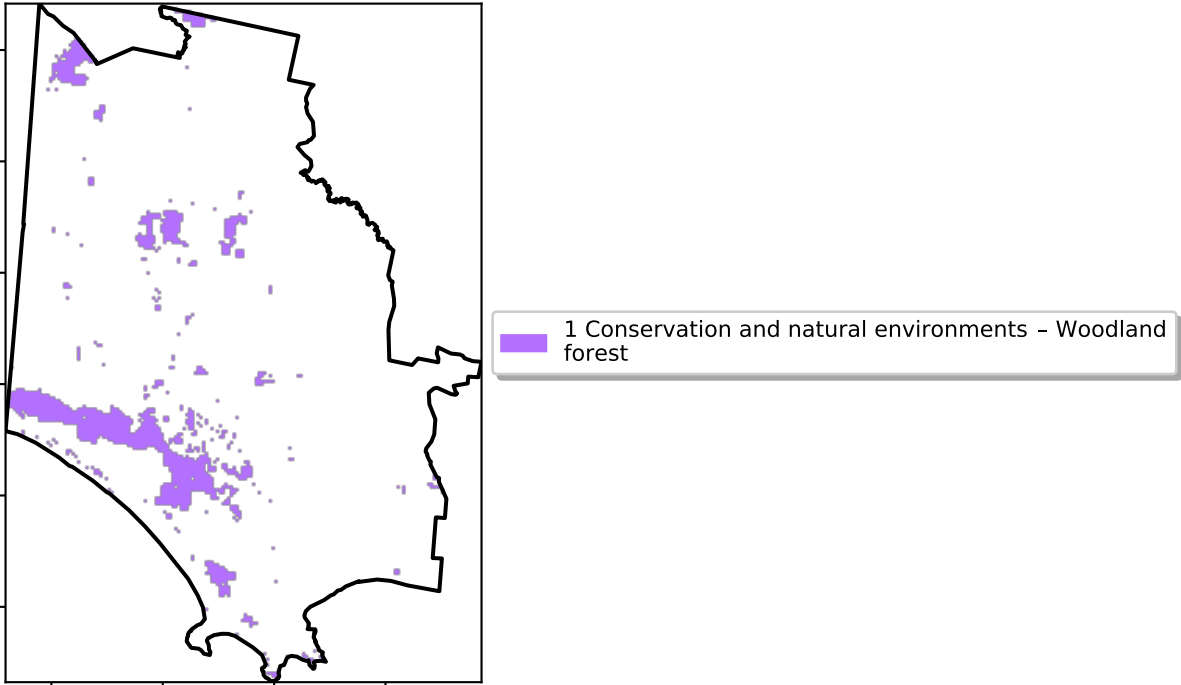 1 Conservation and natural environments – Woodland
forest